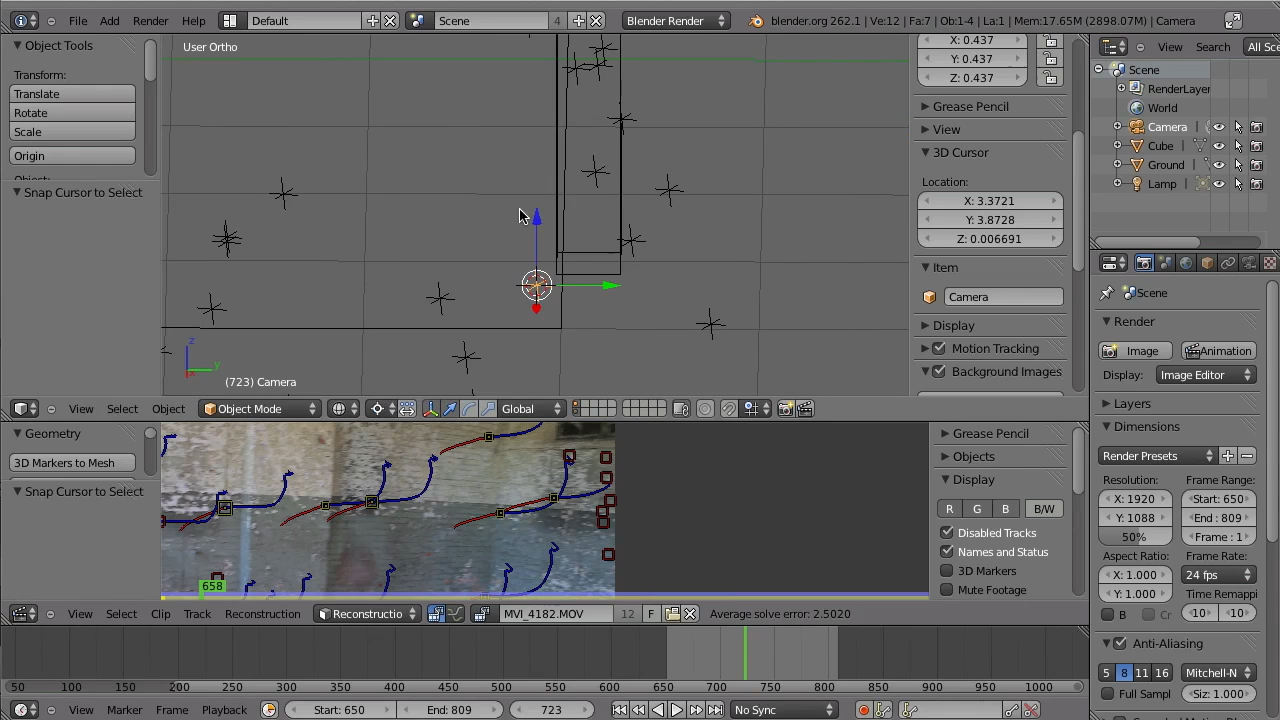 File Add Render Help Default Scene 4 Blender Render blender.org 262.1 | Ve:12 | Fa:7 | Ob:1-4 | La:1 | Mem:17.65M (2898.07M) | Camera
Object Tools
Transform:
Translate
Rotate
Scale
Origin
Snap Cursor to Select
User Ortho
z
y
x
(723) Camera
X: 0.437
Y: 0.437
Z: 0.437
Grease Pencil
View
3D Cursor
Location:
X: 3.3721
Y: 3.8728
Z: 0.006691
Item
Camera
Display
Motion Tracking
Background Images
View Select Object Object Mode Global
Geometry
3D Markers to Mesh
Snap Cursor to Select
658
Grease Pencil
Objects
Display
R G B B/W
Disabled Tracks
Names and Status
3D Markers
Mute Footage
View Select Clip Track Reconstruction Reconstructio MVI_4182.MOV 12 F Average solve error: 2.5020
50 100 150 200 250 300 350 400 450 500 550 600 650 700 750 800 850 900 950 1000
View Marker Frame Playback Start: 650 End: 809 723 No Sync
View Search All Sce
Scene
RenderLayer
World
Camera
Cube
Ground
Lamp
Scene
Render
Image Animation
Display: Image Editor
Layers
Dimensions
Render Presets
Resolution: Frame Range:
X: 1920 Start: 650
Y: 1088 End : 809
50% Frame : 1
Aspect Ratio: Frame Rate:
X: 1.000 24 fps
Y: 1.000 Time Remappi
B Cr 10 10
Anti-Aliasing
5 8 11 16 Mitchell-N
Full Sampl Siz: 1.000